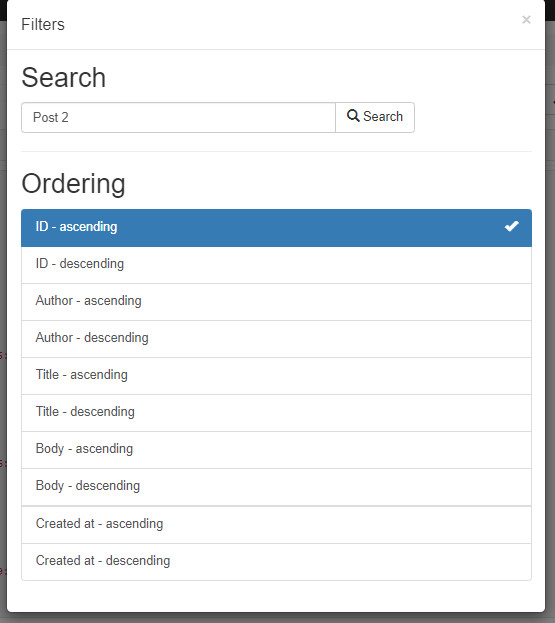 Filters
×
Search
Post 2
Search
Ordering
ID - ascending
ID - descending
Author - ascending
Author - descending
Title - ascending
Title - descending
Body - ascending
Body - descending
Created at - ascending
Created at - descending